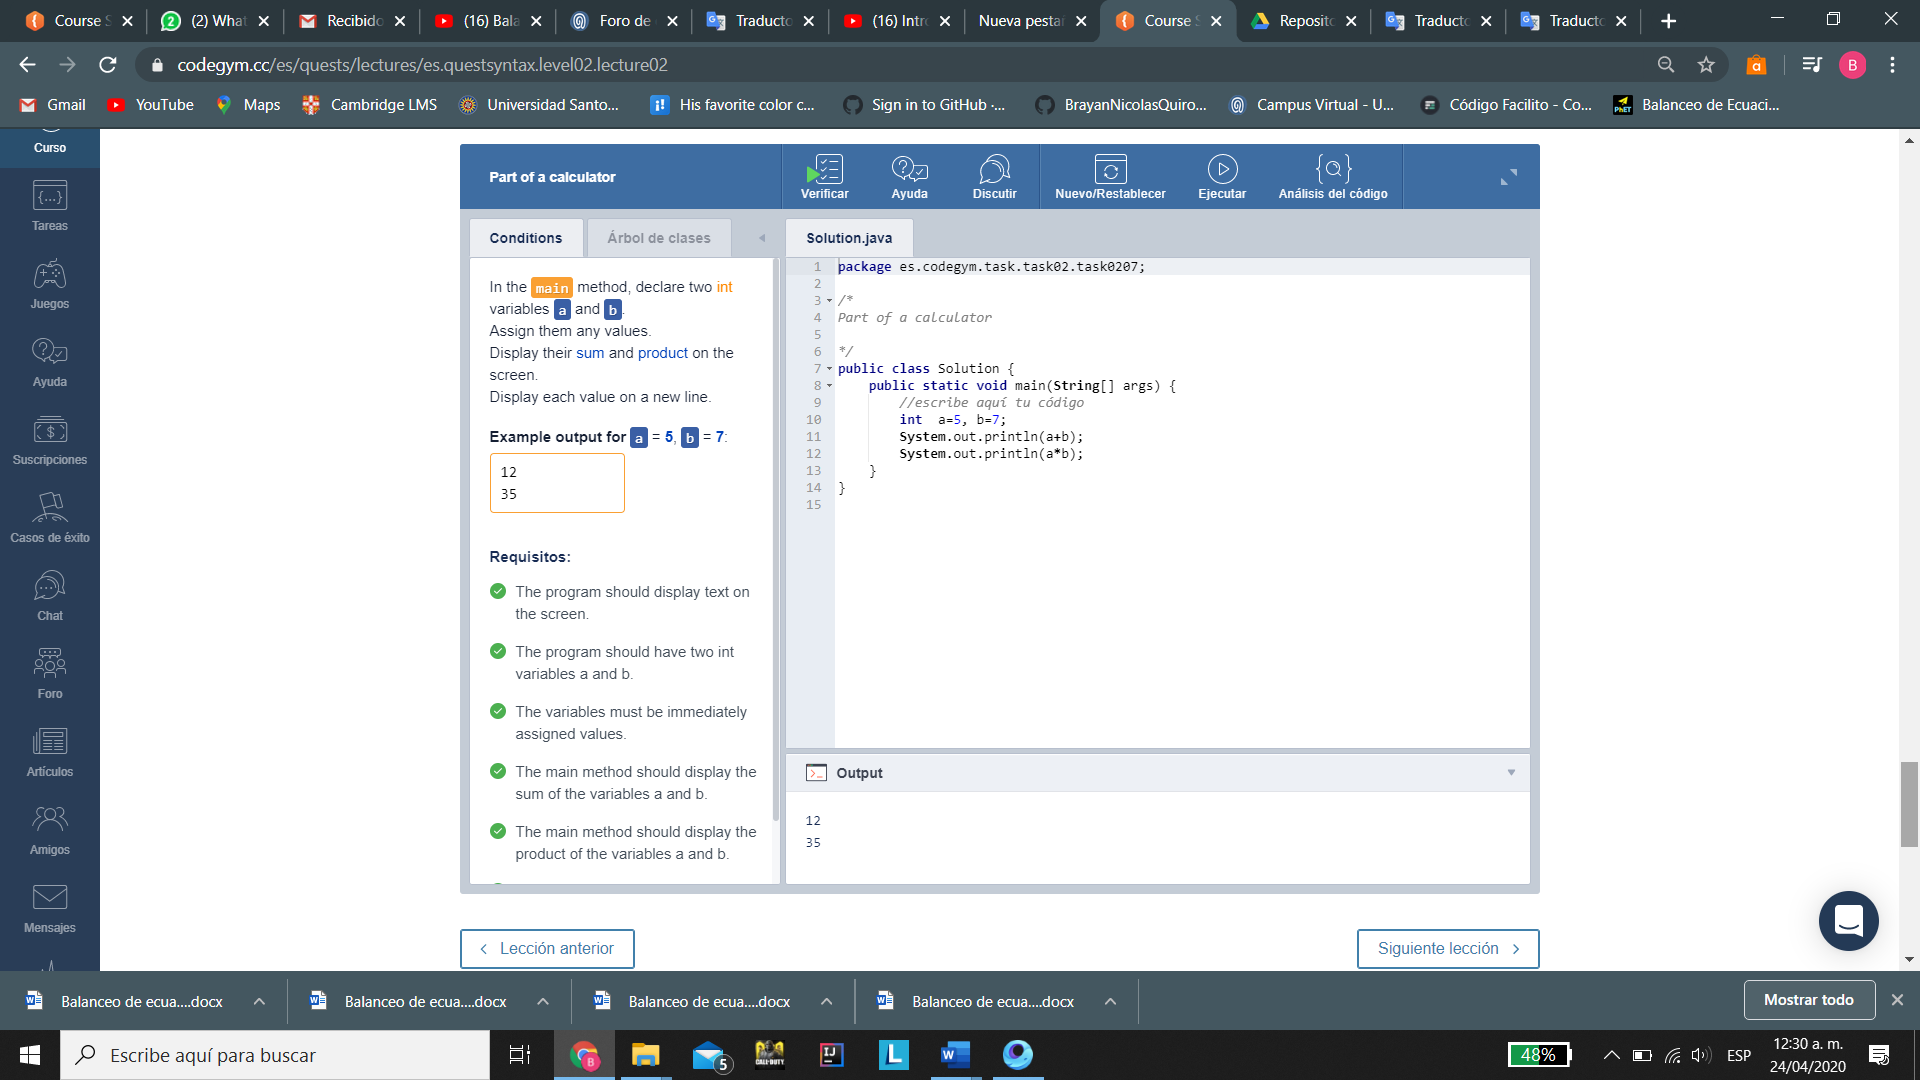 Course S
(2) What
Recibido
(16) Bala
Foro de
Traducto
(16) Intr
Nueva pesta
Course S
Reposito
Traducto
Traducto
codegym.cc/es/quests/lectures/es.questsyntax.level02.lecture02
B
Gmail
YouTube
Maps
Cambridge LMS
Universidad Santo...
His favorite color c...
Sign in to GitHub ·...
BrayanNicolasQuiro...
Campus Virtual - U...
Código Facilito - Co...
Balanceo de Ecuaci...
Curso
Tareas
Juegos
Ayuda
Suscripciones
Casos de éxito
Chat
Foro
Artículos
Amigos
Mensajes
Part of a calculator
Verificar
Ayuda
Discutir
Nuevo/Restablecer
Ejecutar
Análisis del código
Conditions
Árbol de clases
In the main method, declare two int
variables a and b.
Assign them any values.
Display their sum and product on the
screen.
Display each value on a new line.
Example output for a = 5, b = 7:
12
35
Requisitos:
The program should display text on
the screen.
The program should have two int
variables a and b.
The variables must be immediately
assigned values.
The main method should display the
sum of the variables a and b.
The main method should display the
product of the variables a and b.
Solution.java
1 package es.codegym.task.task02.task0207;
2
3 /*
4 Part of a calculator
5
6 */
7 public class Solution {
8 public static void main(String[] args) {
9 //escribe aquí tu código
10 int  a=5, b=7;
11 System.out.println(a+b);
12 System.out.println(a*b);
13 }
14 }
15
Output
12
35
Lección anterior
Siguiente lección
Balanceo de ecua....docx
Balanceo de ecua....docx
Balanceo de ecua....docx
Balanceo de ecua....docx
Mostrar todo
Escribe aquí para buscar
5
CALL·DUTY
IJ
L
W
48%
ESP
12:30 a. m.
24/04/2020